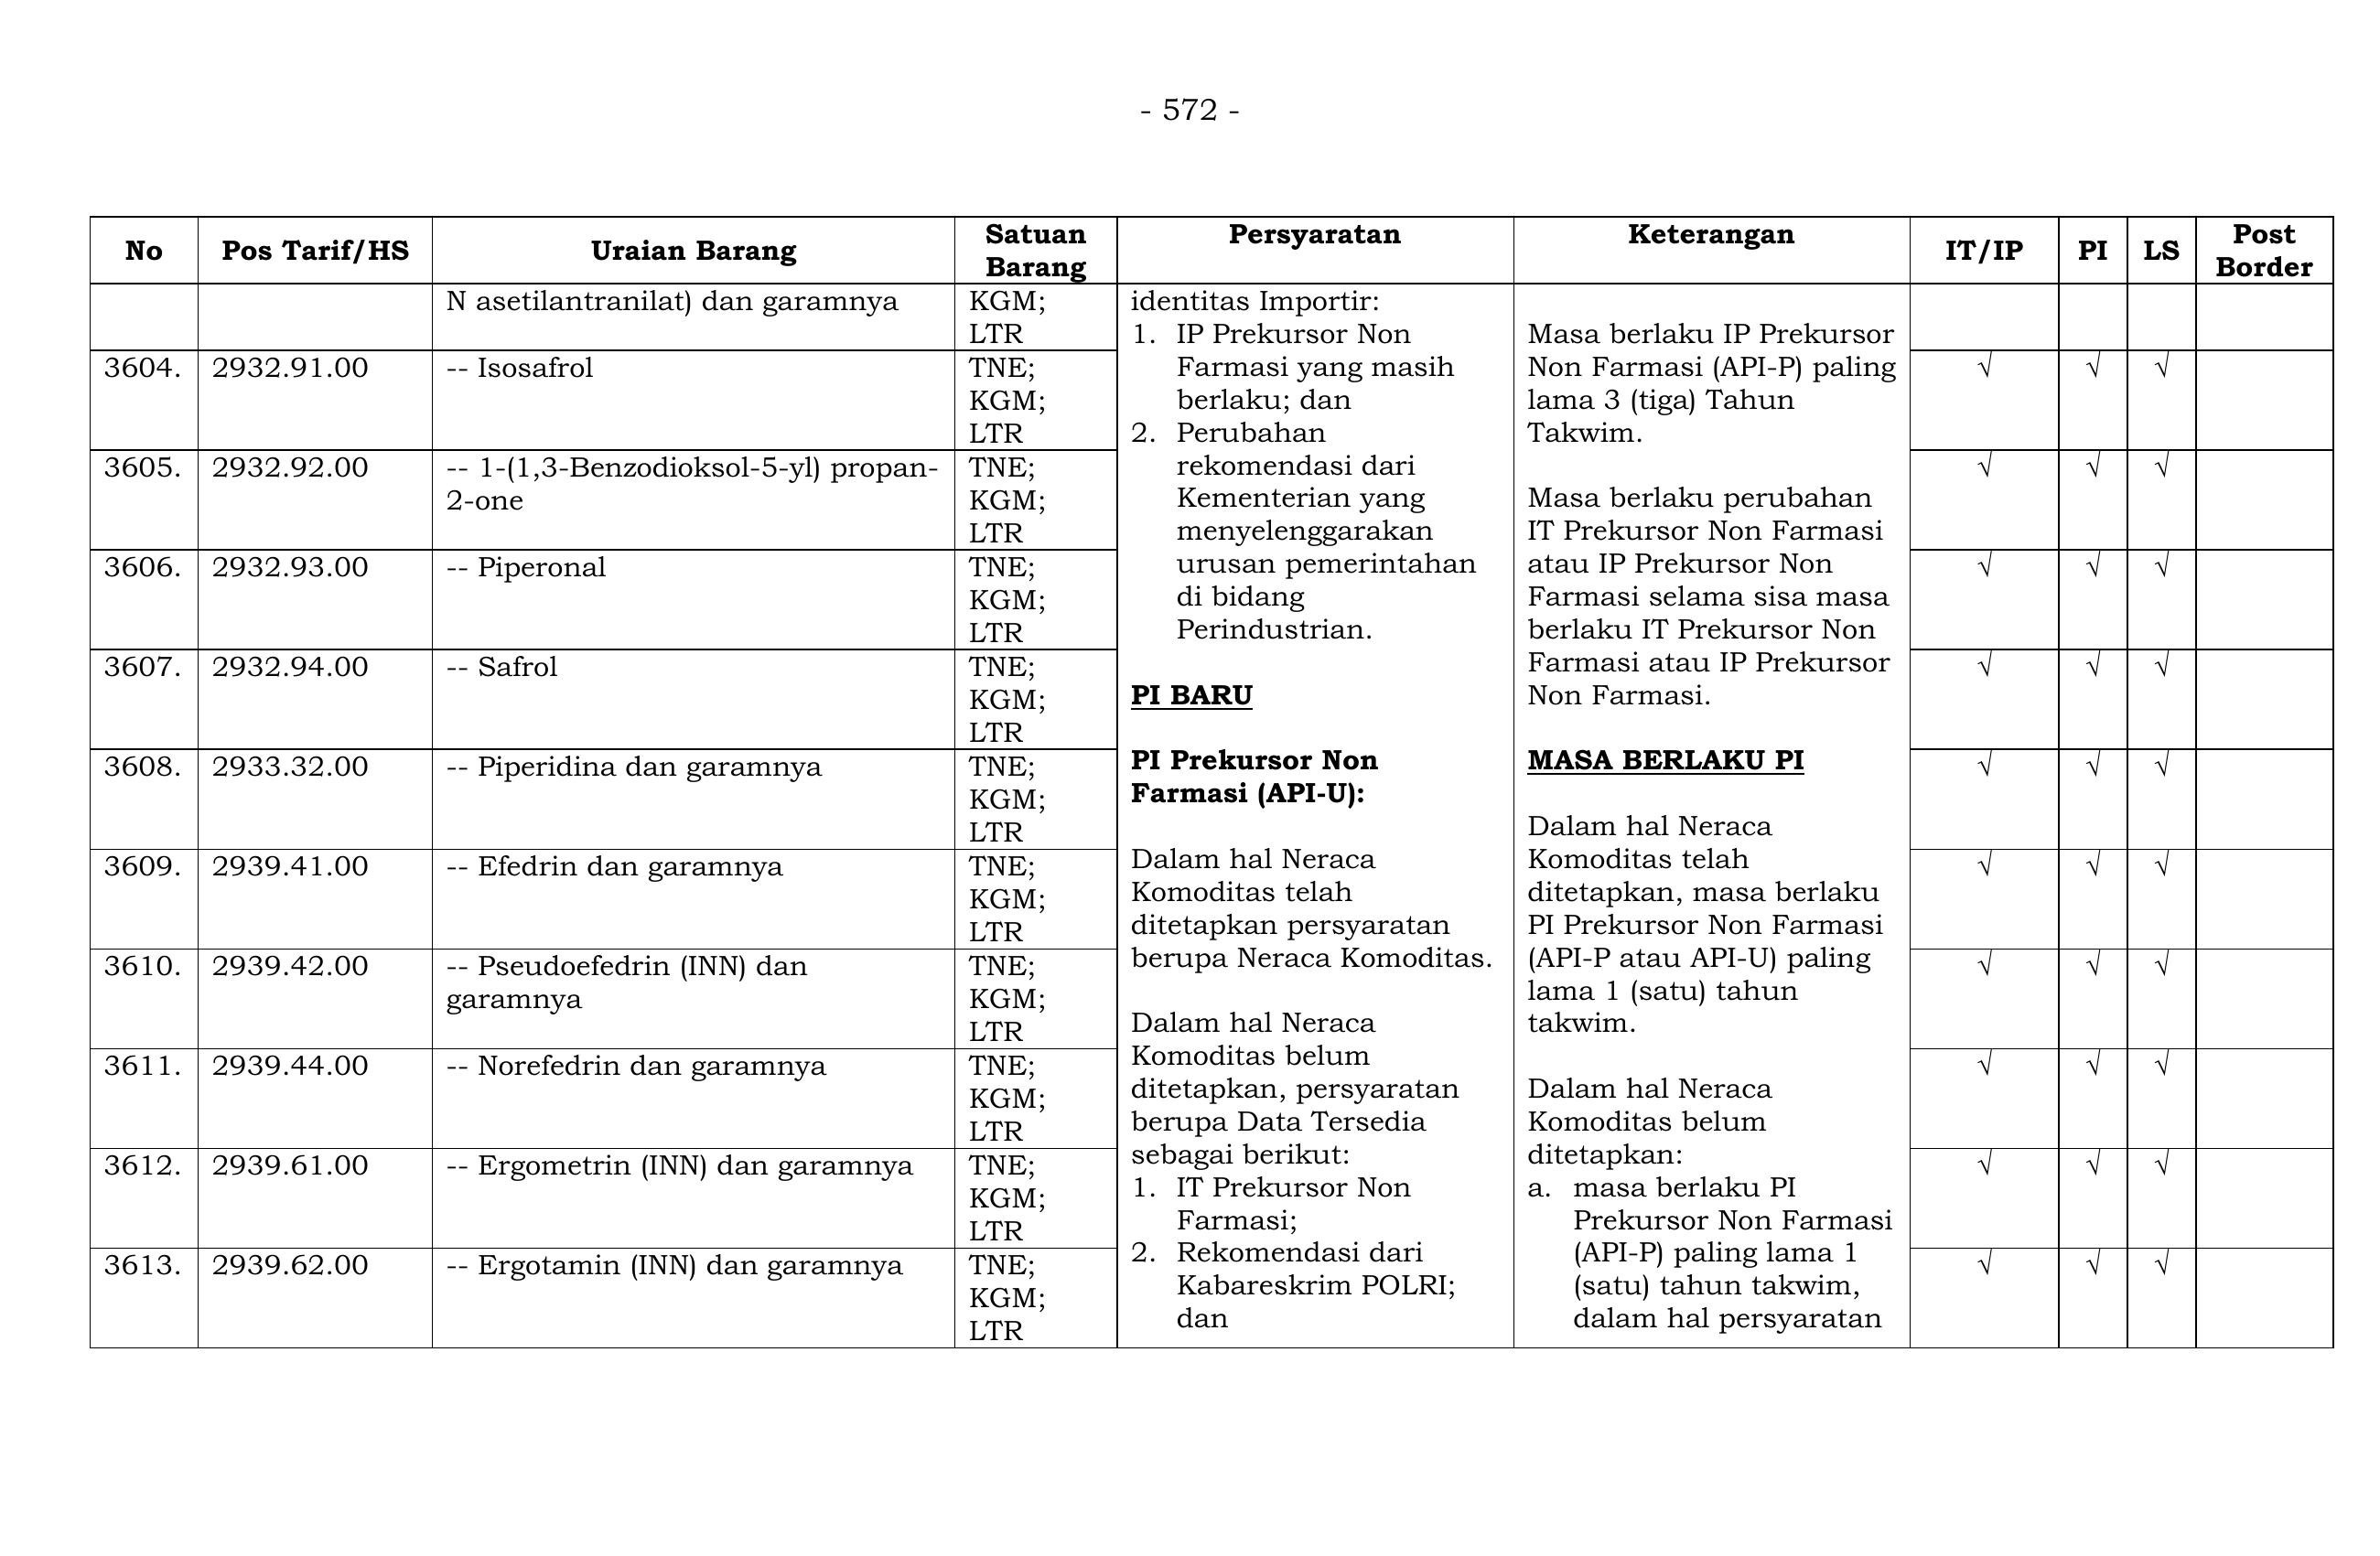 - 572 -
No Pos Tarif/HS Uraian Barang Satuan Barang Persyaratan Keterangan IT/IP PI LS Post Border
N asetilantranilat) dan garamnya
KGM;
LTR
3604. 2932.91.00 -- Isosafrol
TNE;
KGM;
LTR
√ √ √
3605. 2932.92.00 -- 1-(1,3-Benzodioksol-5-yl) propan-
2-one
TNE;
KGM;
LTR
√ √ √
3606. 2932.93.00 -- Piperonal
TNE;
KGM;
LTR
√ √ √
3607. 2932.94.00 -- Safrol
TNE;
KGM;
LTR
√ √ √
3608. 2933.32.00 -- Piperidina dan garamnya
TNE;
KGM;
LTR
√ √ √
3609. 2939.41.00 -- Efedrin dan garamnya
TNE;
KGM;
LTR
√ √ √
3610. 2939.42.00 -- Pseudoefedrin (INN) dan
garamnya
TNE;
KGM;
LTR
√ √ √
3611. 2939.44.00 -- Norefedrin dan garamnya
TNE;
KGM;
LTR
√ √ √
3612. 2939.61.00 -- Ergometrin (INN) dan garamnya
TNE;
KGM;
LTR
√ √ √
3613. 2939.62.00 -- Ergotamin (INN) dan garamnya
TNE;
KGM;
LTR
√ √ √
identitas Importir:
1. IP Prekursor Non
Farmasi yang masih
berlaku; dan
2. Perubahan
rekomendasi dari
Kementerian yang
menyelenggarakan
urusan pemerintahan
di bidang
Perindustrian.
PI BARU
PI Prekursor Non
Farmasi (API-U):
Dalam hal Neraca
Komoditas telah
ditetapkan persyaratan
berupa Neraca Komoditas.
Dalam hal Neraca
Komoditas belum
ditetapkan, persyaratan
berupa Data Tersedia
sebagai berikut:
1. IT Prekursor Non
Farmasi;
2. Rekomendasi dari
Kabareskrim POLRI;
dan
Masa berlaku IP Prekursor
Non Farmasi (API-P) paling
lama 3 (tiga) Tahun
Takwim.
Masa berlaku perubahan
IT Prekursor Non Farmasi
atau IP Prekursor Non
Farmasi selama sisa masa
berlaku IT Prekursor Non
Farmasi atau IP Prekursor
Non Farmasi.
MASA BERLAKU PI
Dalam hal Neraca
Komoditas telah
ditetapkan, masa berlaku
PI Prekursor Non Farmasi
(API-P atau API-U) paling
lama 1 (satu) tahun
takwim.
Dalam hal Neraca
Komoditas belum
ditetapkan:
a. masa berlaku PI
Prekursor Non Farmasi
(API-P) paling lama 1
(satu) tahun takwim,
dalam hal persyaratan